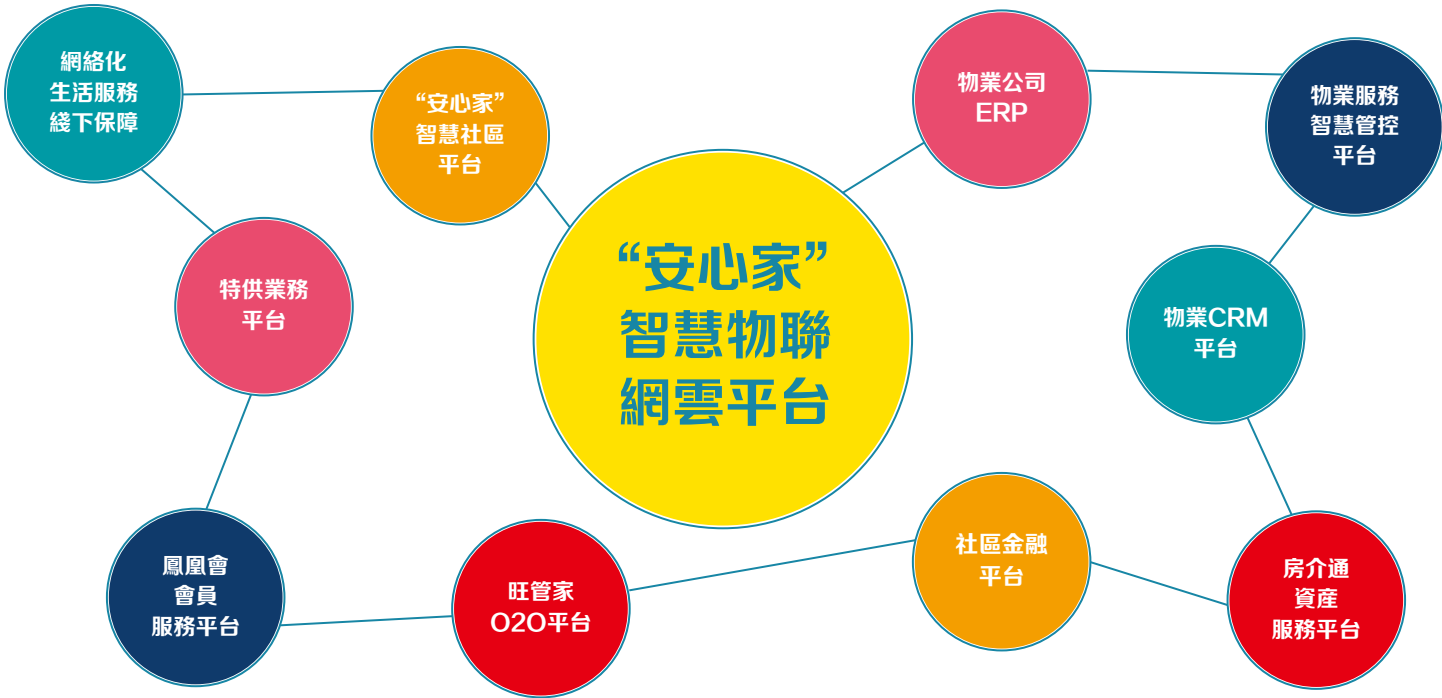 網絡化
生活服務
綫下保障
“安心家”
智慧社區
平台
物業公司
ERP
物業服務
智慧管控
平台
“安心家”
智慧物聯
網雲平台
特供業務
平台
物業CRM
平台
鳳凰會
會員
服務平台
旺管家
O2O平台
社區金融
平台
房介通
資産
服務平台